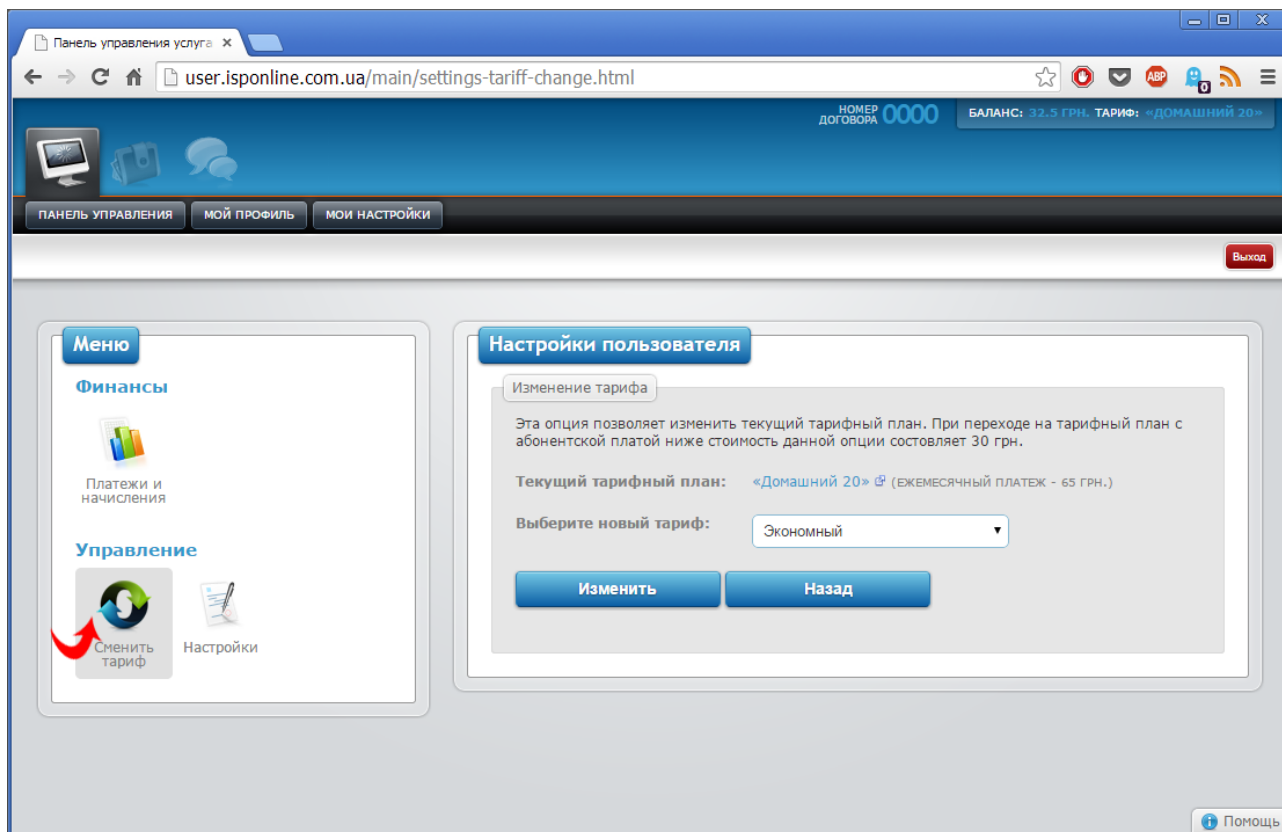 Панель управления услуга
user.isponline.com.ua/main/settings-tariff-change.html
ABP
0
НОМЕР ДОГОВОРА 0000
БАЛАНС: 32.5 ГРН. ТАРИФ: «ДОМАШНИЙ 20»
ПАНЕЛЬ УПРАВЛЕНИЯ
МОЙ ПРОФИЛЬ
МОИ НАСТРОЙКИ
Выход
Меню
Финансы
Платежи и
начисления
Управление
Сменить
тариф
Настройки
Настройки пользователя
Изменение тарифа
Эта опция позволяет изменить текущий тарифный план. При переходе на тарифный план с
абонентской платой ниже стоимость данной опции состовляет 30 грн.
Текущий тарифный план: «Домашний 20» (ЕЖЕМЕСЯЧНЫЙ ПЛАТЕЖ - 65 ГРН.)
Выберите новый тариф: Экономный
Изменить
Назад
Помощь